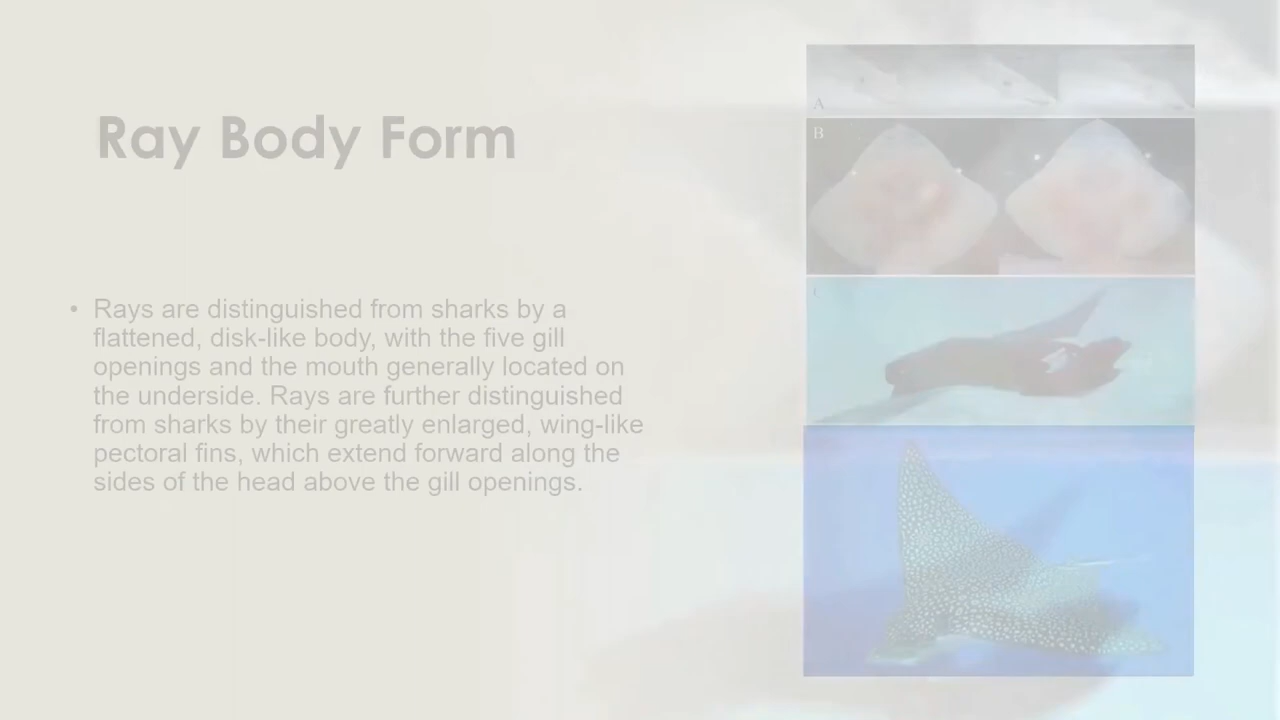 Ray Body Form
• Rays are distinguished from sharks by a
flattened, disk-like body, with the five gill
openings and the mouth generally located on
the underside. Rays are further distinguished
from sharks by their greatly enlarged, wing-like
pectoral fins, which extend forward along the
sides of the head above the gill openings.
A
B
C